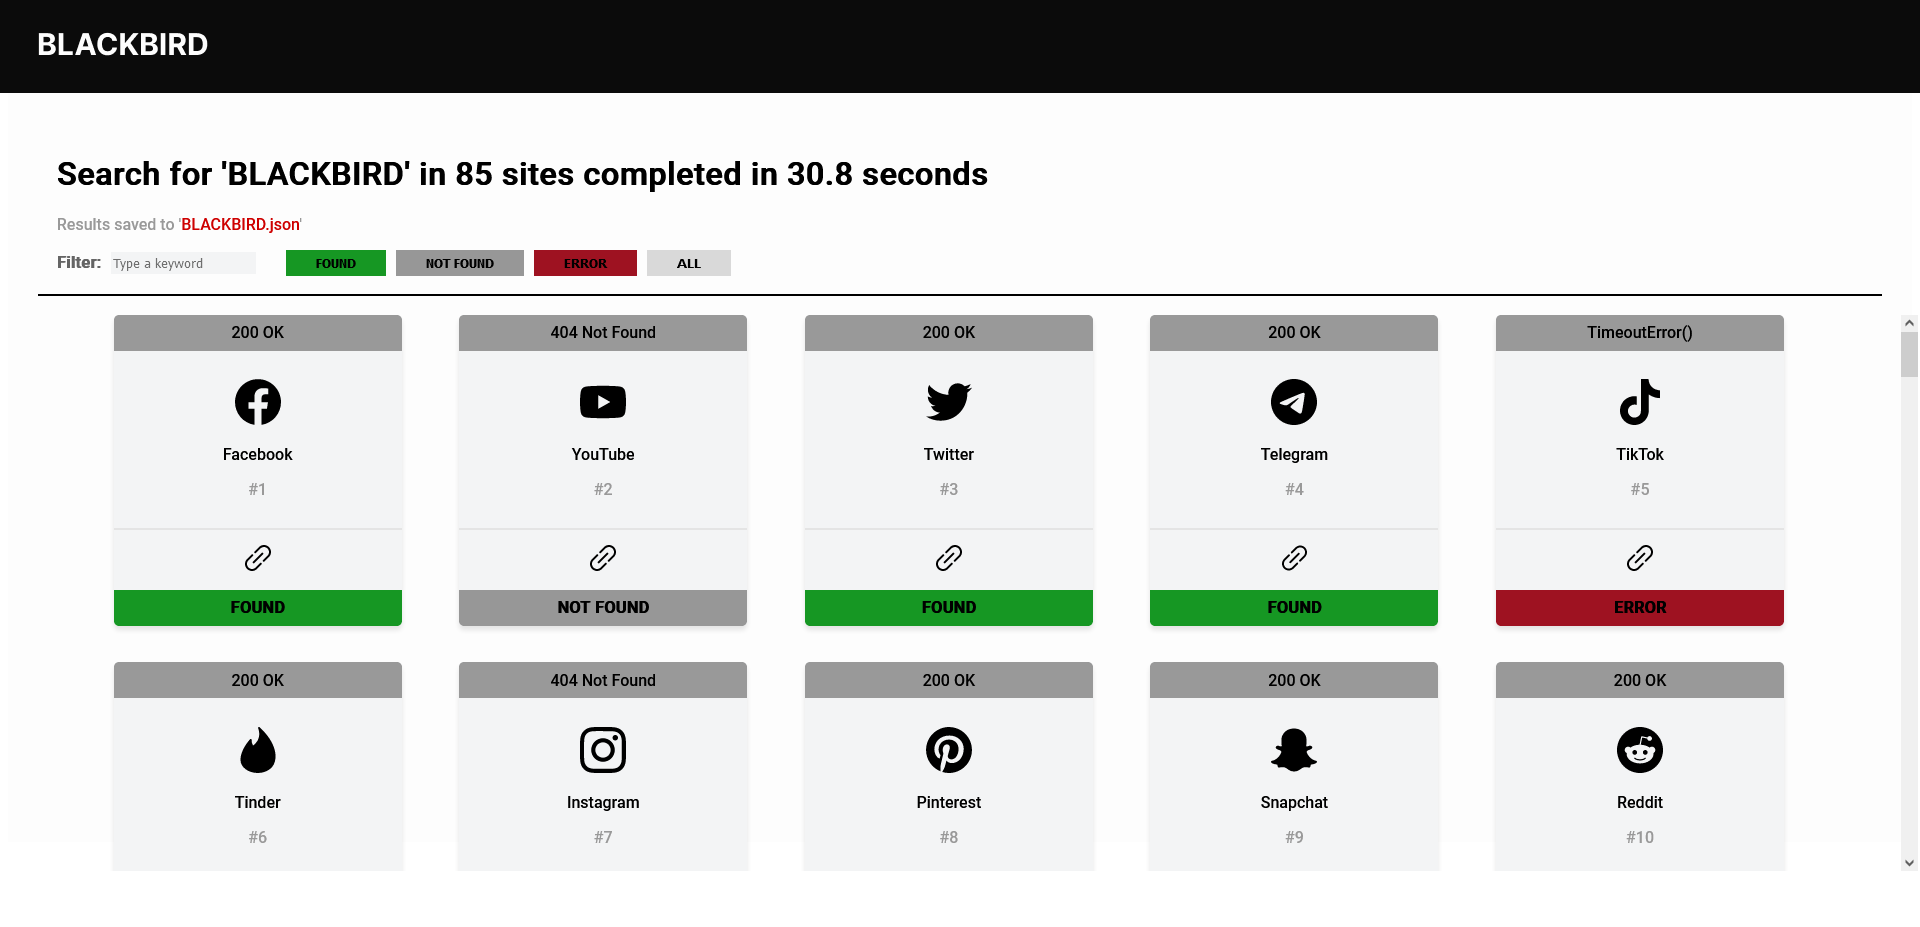 BLACKBIRD
Search for 'BLACKBIRD' in 85 sites completed in 30.8 seconds
Results saved to 'BLACKBIRD.json'
Filter: Type a keyword FOUND NOT FOUND ERROR ALL
200 OK 404 Not Found 200 OK 200 OK TimeoutError()
Facebook YouTube Twitter Telegram TikTok
#1 #2 #3 #4 #5
FOUND NOT FOUND FOUND FOUND ERROR
200 OK 404 Not Found 200 OK 200 OK 200 OK
Tinder Instagram Pinterest Snapchat Reddit
#6 #7 #8 #9 #10